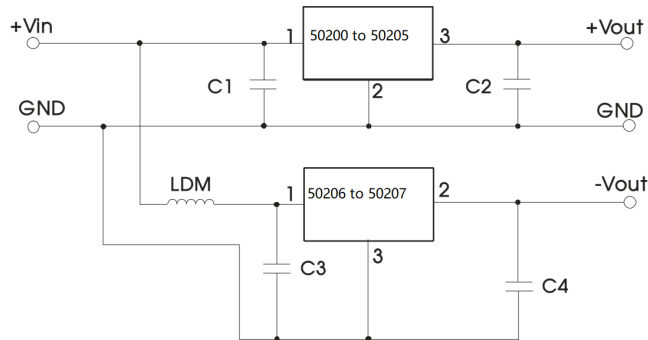 +Vin
1
50200 to 50205
3
+Vout
C1
2
C2
GND
GND
LDM
1
50206 to 50207
2
-Vout
C3
3
C4